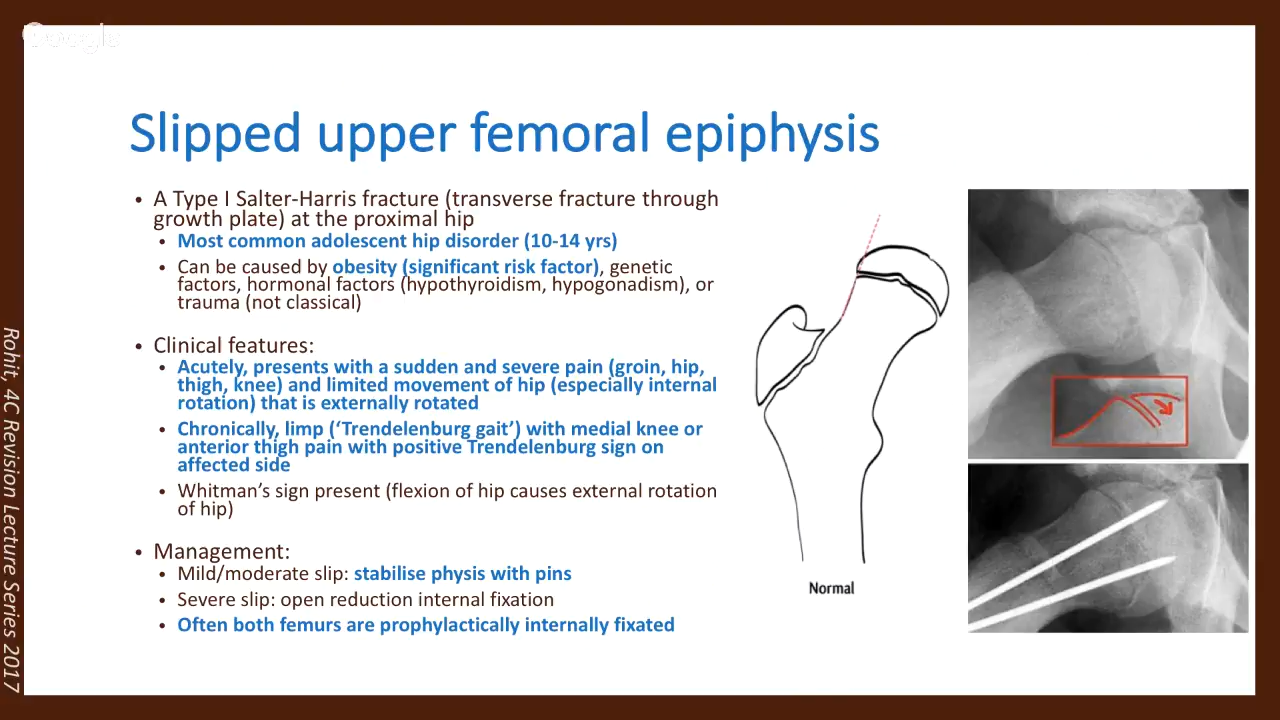 Google
Slipped upper femoral epiphysis
• A Type I Salter-Harris fracture (transverse fracture through
growth plate) at the proximal hip
• Most common adolescent hip disorder (10-14 yrs)
• Can be caused by obesity (significant risk factor), genetic
factors, hormonal factors (hypothyroidism, hypogonadism), or
trauma (not classical)
• Clinical features:
• Acutely, presents with a sudden and severe pain (groin, hip,
thigh, knee) and limited movement of hip (especially internal
rotation) that is externally rotated
• Chronically, limp (‘Trendelenburg gait’) with medial knee or
anterior thigh pain with positive Trendelenburg sign on
affected side
• Whitman’s sign present (flexion of hip causes external rotation
of hip)
• Management:
• Mild/moderate slip: stabilise physis with pins
• Severe slip: open reduction internal fixation
• Often both femurs are prophylactically internally fixated
Normal
Rohit, 4C Revision Lecture Series 2017